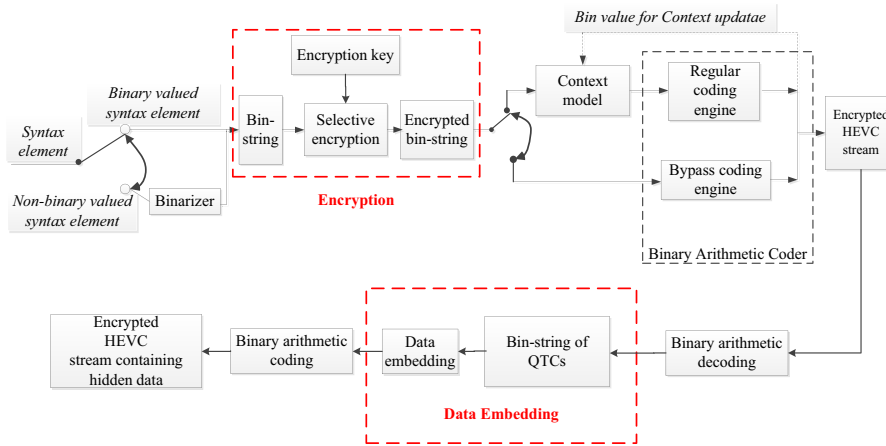 Bin value for Context updatae
Encryption key
Binary valued
syntax element
Syntax
element
Non-binary valued
syntax element
Binarizer
Bin-
string
Selective
encryption
Encrypted
bin-string
Encryption
Context
model
Regular
coding
engine
Bypass coding
engine
Binary Arithmetic Coder
Encrypted
HEVC
stream
Encrypted
HEVC
stream containing
hidden data
Binary arithmetic
coding
Data
embedding
Bin-string of
QTCs
Data Embedding
Binary arithmetic
decoding